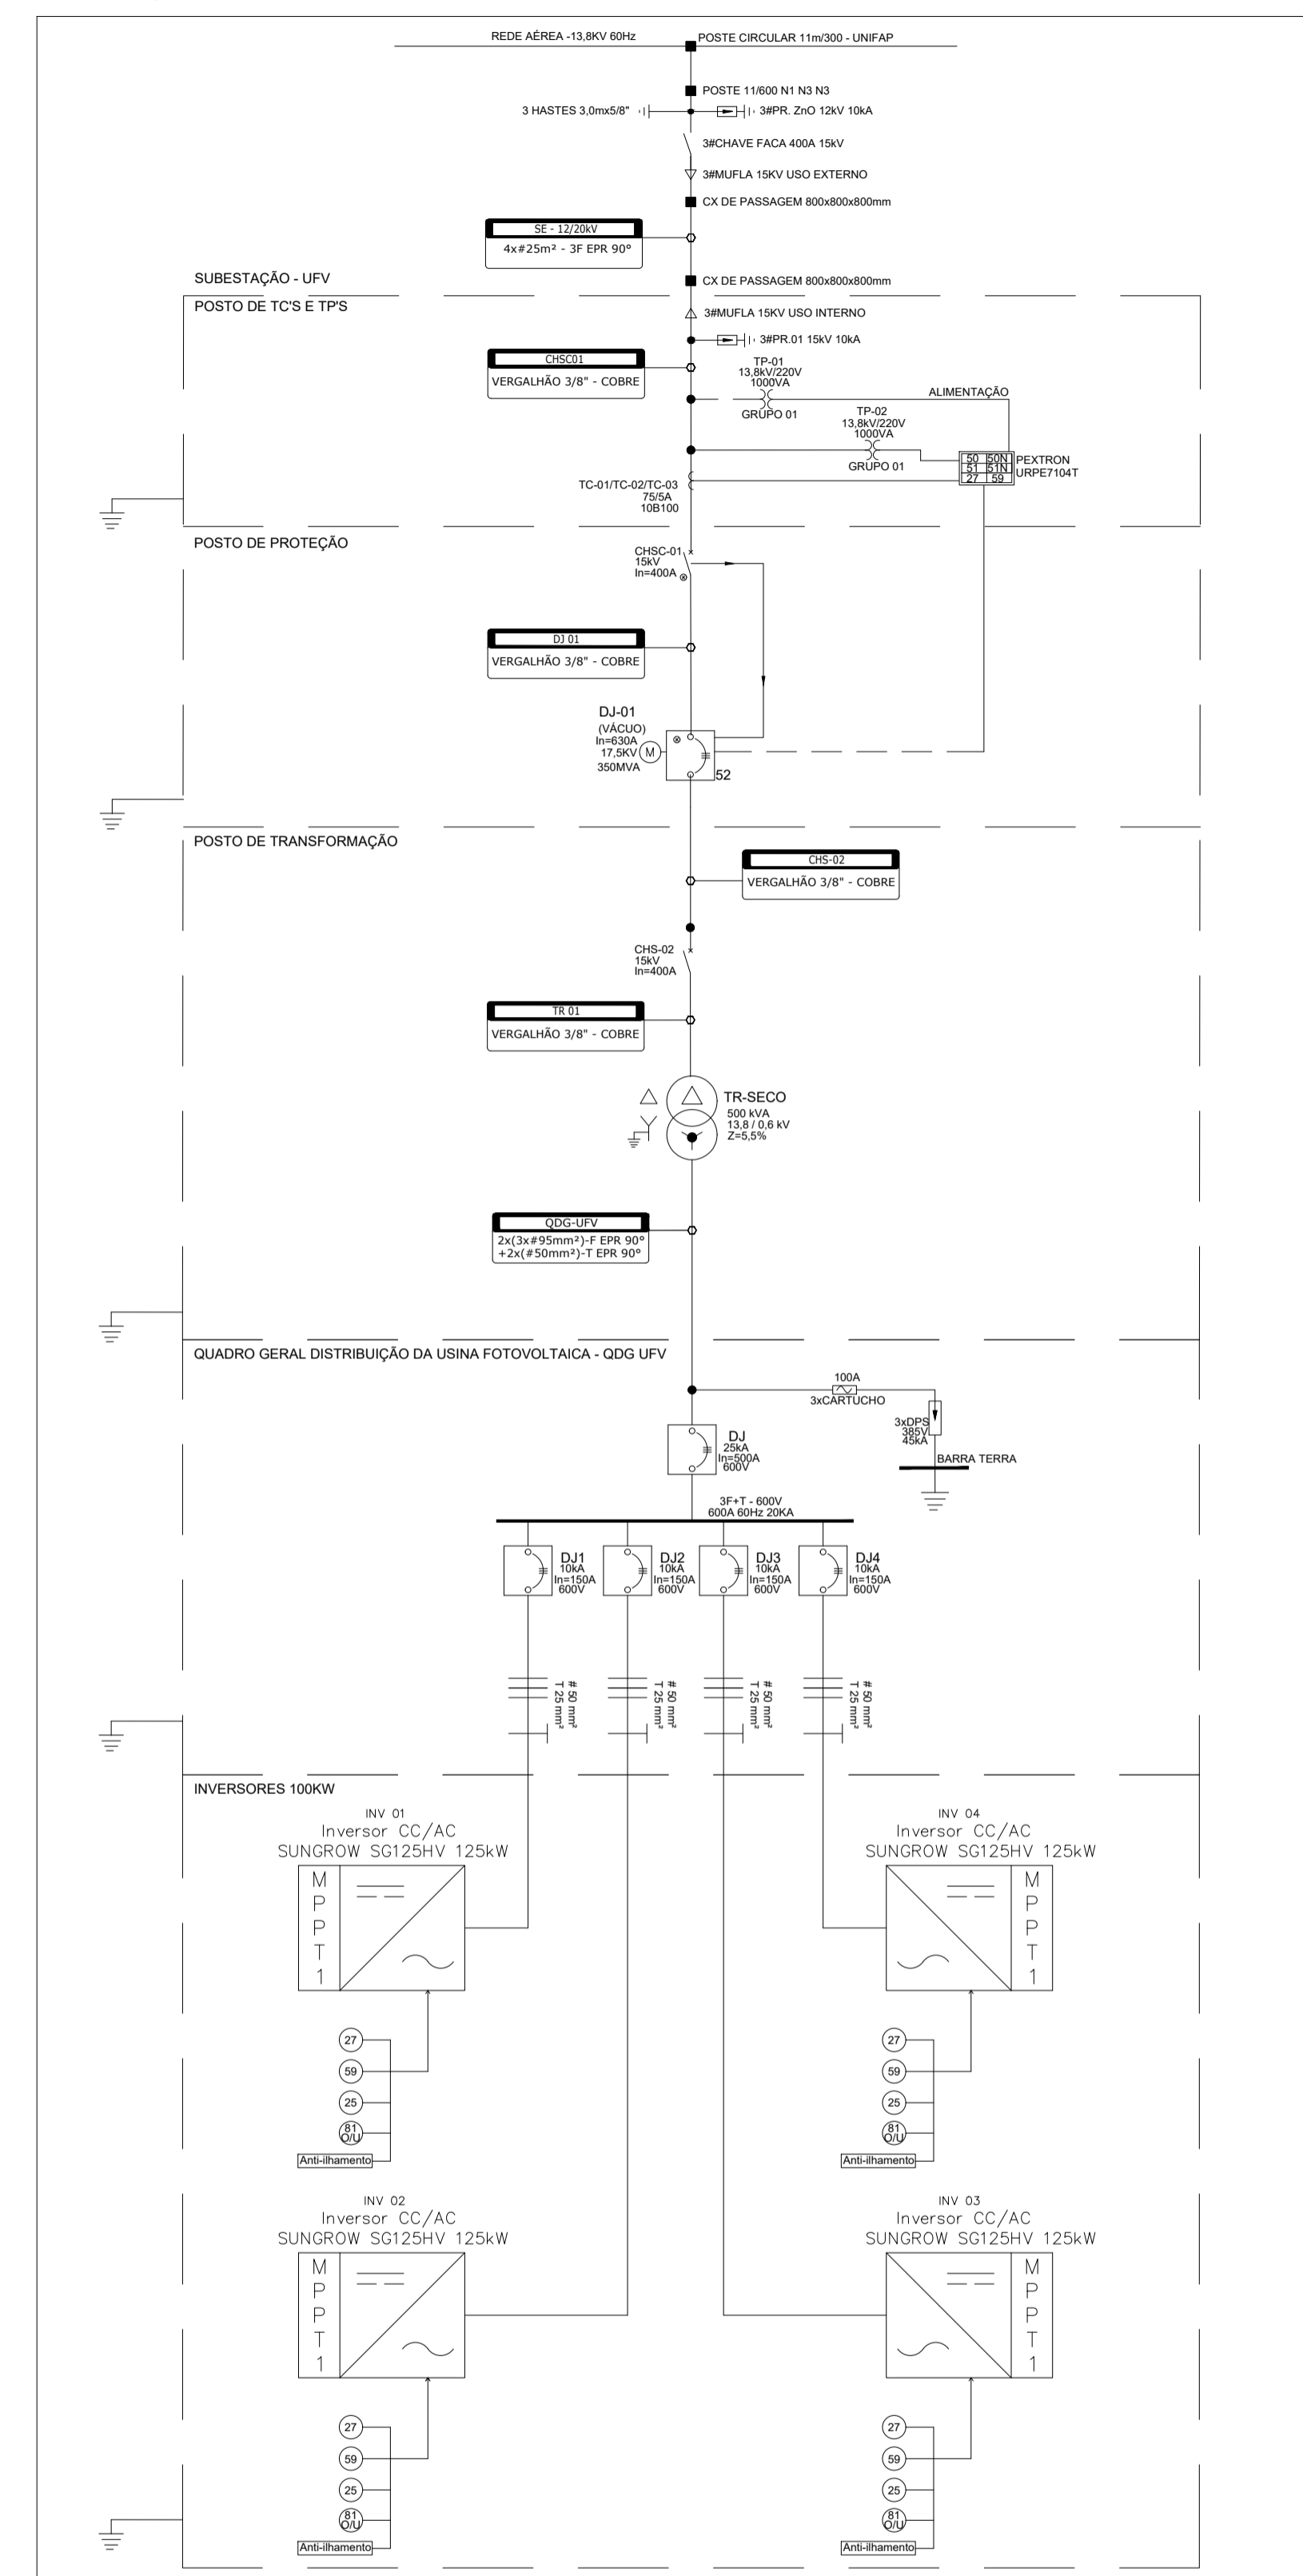 REDE AÉREA -13,8KV 60Hz
POSTE CIRCULAR 11m/300 - UNIFAP
POSTE 11/600 N1 N3 N3
3 HASTES 3,0mx5/8"
3#PR. ZnO 12kV 10kA
3#CHAVE FACA 400A 15kV
3#MUFLA 15KV USO EXTERNO
CX DE PASSAGEM 800x800x800mm
SE - 12/20kV
4x#25m² - 3F EPR 90°
SUBESTAÇÃO - UFV
CX DE PASSAGEM 800x800x800mm
POSTO DE TC'S E TP'S
3#MUFLA 15KV USO INTERNO
3#PR.01 15kV 10kA
CHSC01
VERGALHÃO 3/8" - COBRE
TP-01
13,8kV/220V
1000VA
GRUPO 01
ALIMENTAÇÃO
TP-02
13,8kV/220V
1000VA
GRUPO 01
50 50N
51 51N
27 59
PEXTRON
URPE7104T
TC-01/TC-02/TC-03
75/5A
10B100
POSTO DE PROTEÇÃO
CHSC-01
15kV
In=400A
DJ 01
VERGALHÃO 3/8" - COBRE
DJ-01
(VÁCUO)
In=630A
17,5KV
350MVA
M
52
POSTO DE TRANSFORMAÇÃO
CHS-02
VERGALHÃO 3/8" - COBRE
CHS-02
15kV
In=400A
TR 01
VERGALHÃO 3/8" - COBRE
TR-SECO
500 kVA
13,8 / 0,6 kV
Z=5,5%
QDG-UFV
2x(3x#95mm²)-F EPR 90°
+2x(#50mm²)-T EPR 90°
QUADRO GERAL DISTRIBUIÇÃO DA USINA FOTOVOLTAICA - QDG UFV
100A
3xCARTUCHO
3xDPS
385V
45kA
BARRA TERRA
DJ
25kA
In=500A
600V
3F+T - 600V
600A 60Hz 20KA
DJ1
10kA
In=150A
600V
DJ2
10kA
In=150A
600V
DJ3
10kA
In=150A
600V
DJ4
10kA
In=150A
600V
# 50 mm²
T 25 mm²
# 50 mm²
T 25 mm²
# 50 mm²
T 25 mm²
# 50 mm²
T 25 mm²
INVERSORES 100KW
INV 01
Inversor CC/AC
SUNGROW SG125HV 125kW
M
P
P
T
1
27
59
25
81
O/U
Anti-ilhamento
INV 04
Inversor CC/AC
SUNGROW SG125HV 125kW
M
P
P
T
1
27
59
25
81
O/U
Anti-ilhamento
INV 02
Inversor CC/AC
SUNGROW SG125HV 125kW
M
P
P
T
1
27
59
25
81
O/U
Anti-ilhamento
INV 03
Inversor CC/AC
SUNGROW SG125HV 125kW
M
P
P
T
1
27
59
25
81
O/U
Anti-ilhamento